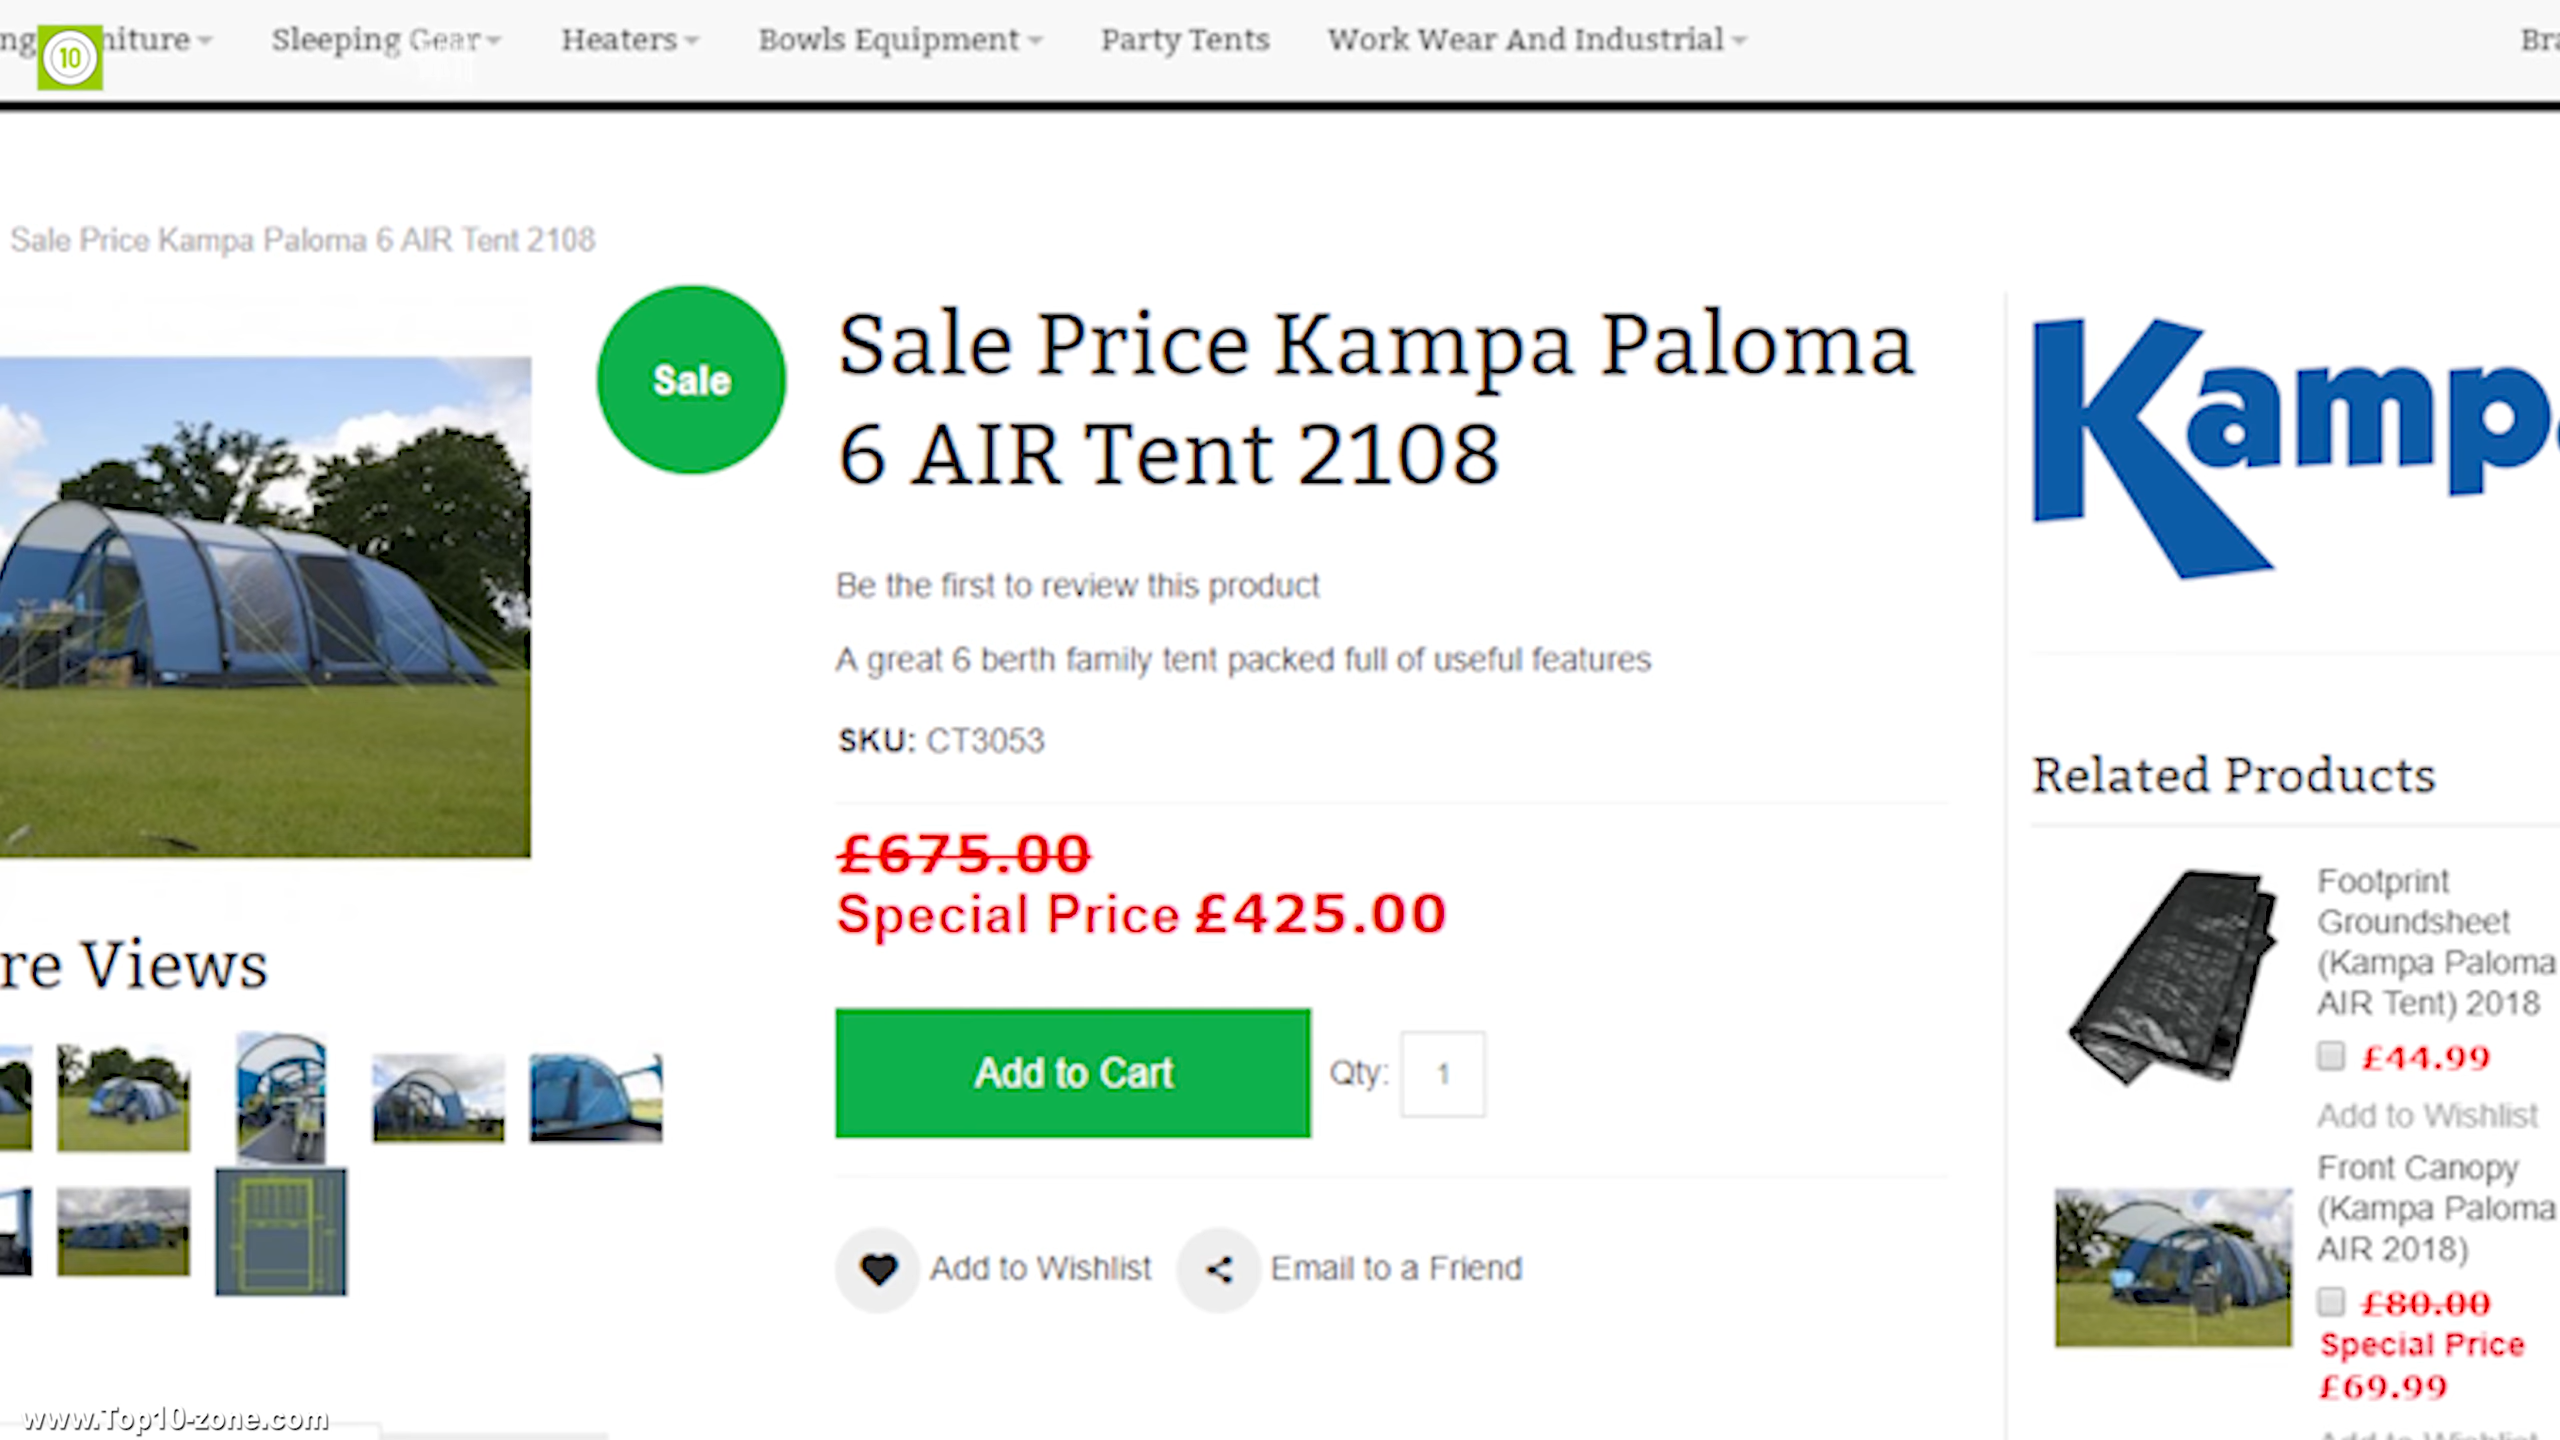 10
Sleeping Gear
Heaters
Bowls Equipment
Party Tents
Work Wear And Industrial
Sale Price Kampa Paloma 6 AIR Tent 2108
Sale
Sale Price Kampa Paloma
6 AIR Tent 2108
Be the first to review this product
A great 6 berth family tent packed full of useful features
SKU: CT3053
£675.00
Special Price £425.00
Add to Cart
Qty: 1
Add to Wishlist
Email to a Friend
re Views
Kampa
Related Products
Footprint
Groundsheet
(Kampa Paloma
AIR Tent) 2018
£44.99
Add to Wishlist
Front Canopy
(Kampa Paloma
AIR 2018)
£80.00
Special Price
£69.99
Add to Wishlist
www.Top10-zone.com